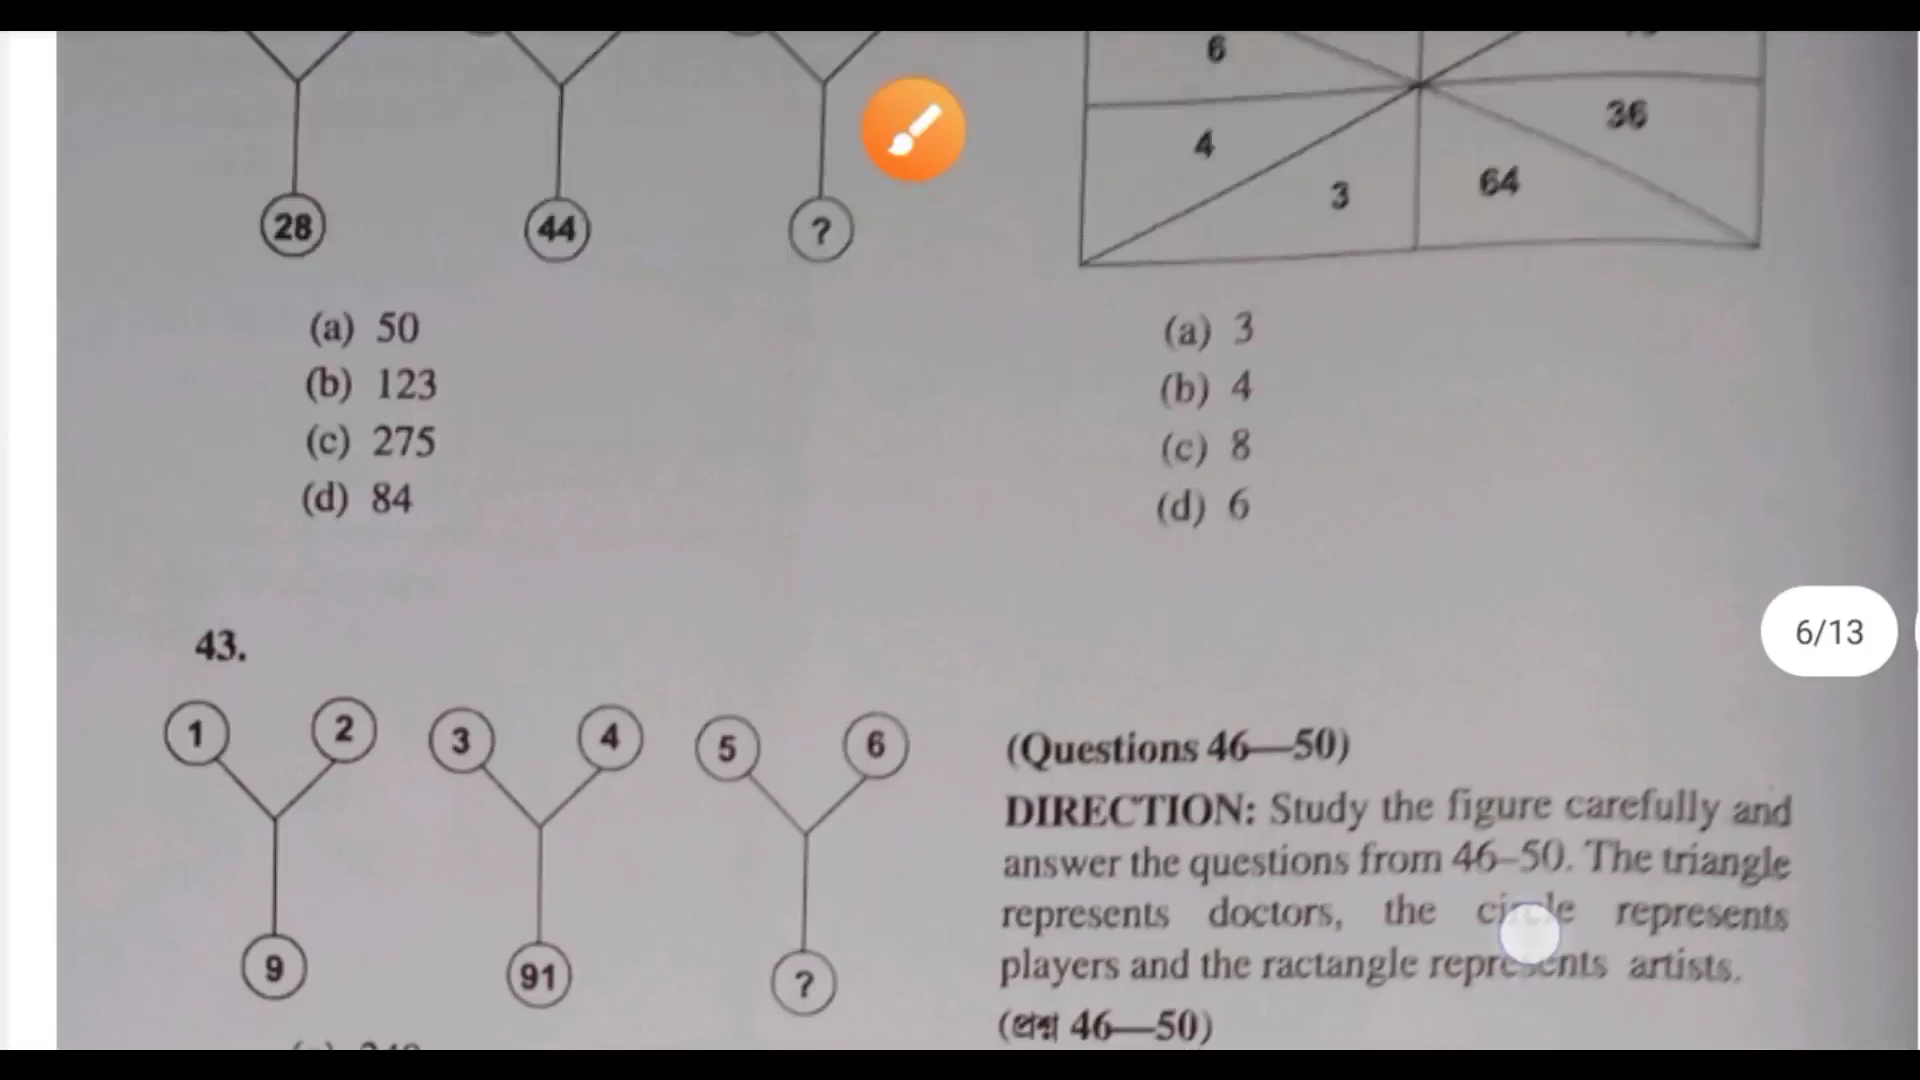 28
44
?
(a) 50
(b) 123
(c) 275
(d) 84
43.
1 2 3 4 5 6
9 91 ?
6
4
3
64
36
(a) 3
(b) 4
(c) 8
(d) 6
6/13
(Questions 46—50)
DIRECTION: Study the figure carefully and
answer the questions from 46–50. The triangle
represents doctors, the circle represents
players and the ractangle represents artists.
(প্রশ্ন 46—50)